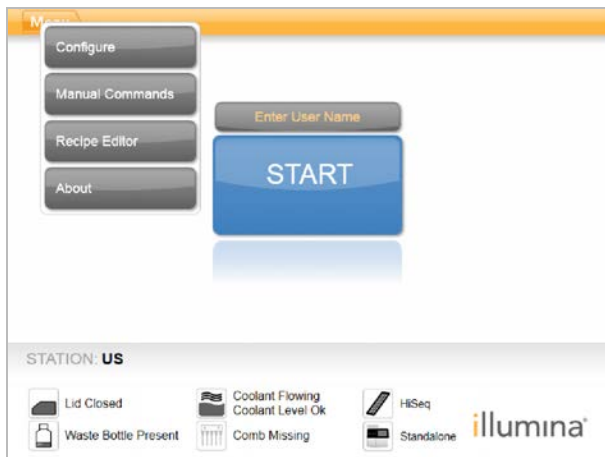 Menu
Configure
Manual Commands
Recipe Editor
About
Enter User Name
START
STATION: US
Lid Closed
Waste Bottle Present
Coolant Flowing
Coolant Level Ok
Comb Missing
HiSeq
Standalone
illumina